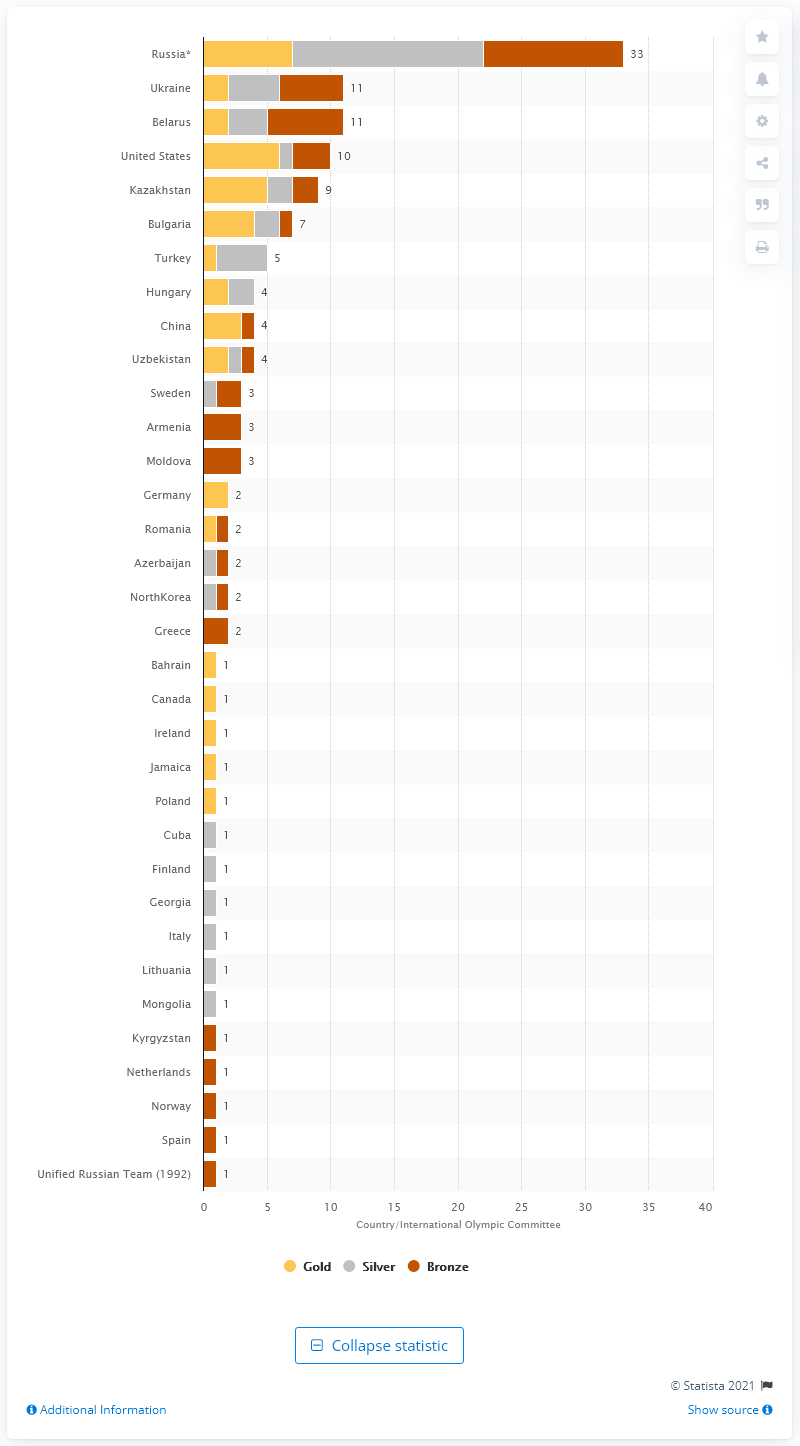 Russia* 33
Ukraine 11
Belarus 11
United States 10
Kazakhstan 9
Bulgaria 7
Turkey 5
Hungary 4
China 4
Uzbekistan 4
Sweden 3
Armenia 3
Moldova 3
Germany 2
Romania 2
Azerbaijan 2
NorthKorea 2
Greece 2
Bahrain 1
Canada 1
Ireland 1
Jamaica 1
Poland 1
Cuba 1
Finland 1
Georgia 1
Italy 1
Lithuania 1
Mongolia 1
Kyrgyzstan 1
Netherlands 1
Norway 1
Spain 1
Unified Russian Team (1992) 1
0 5 10 15 20 25 30 35 40
Country/International Olympic Committee
Gold Silver Bronze
Collapse statistic
© Statista 2021
Additional Information Show source